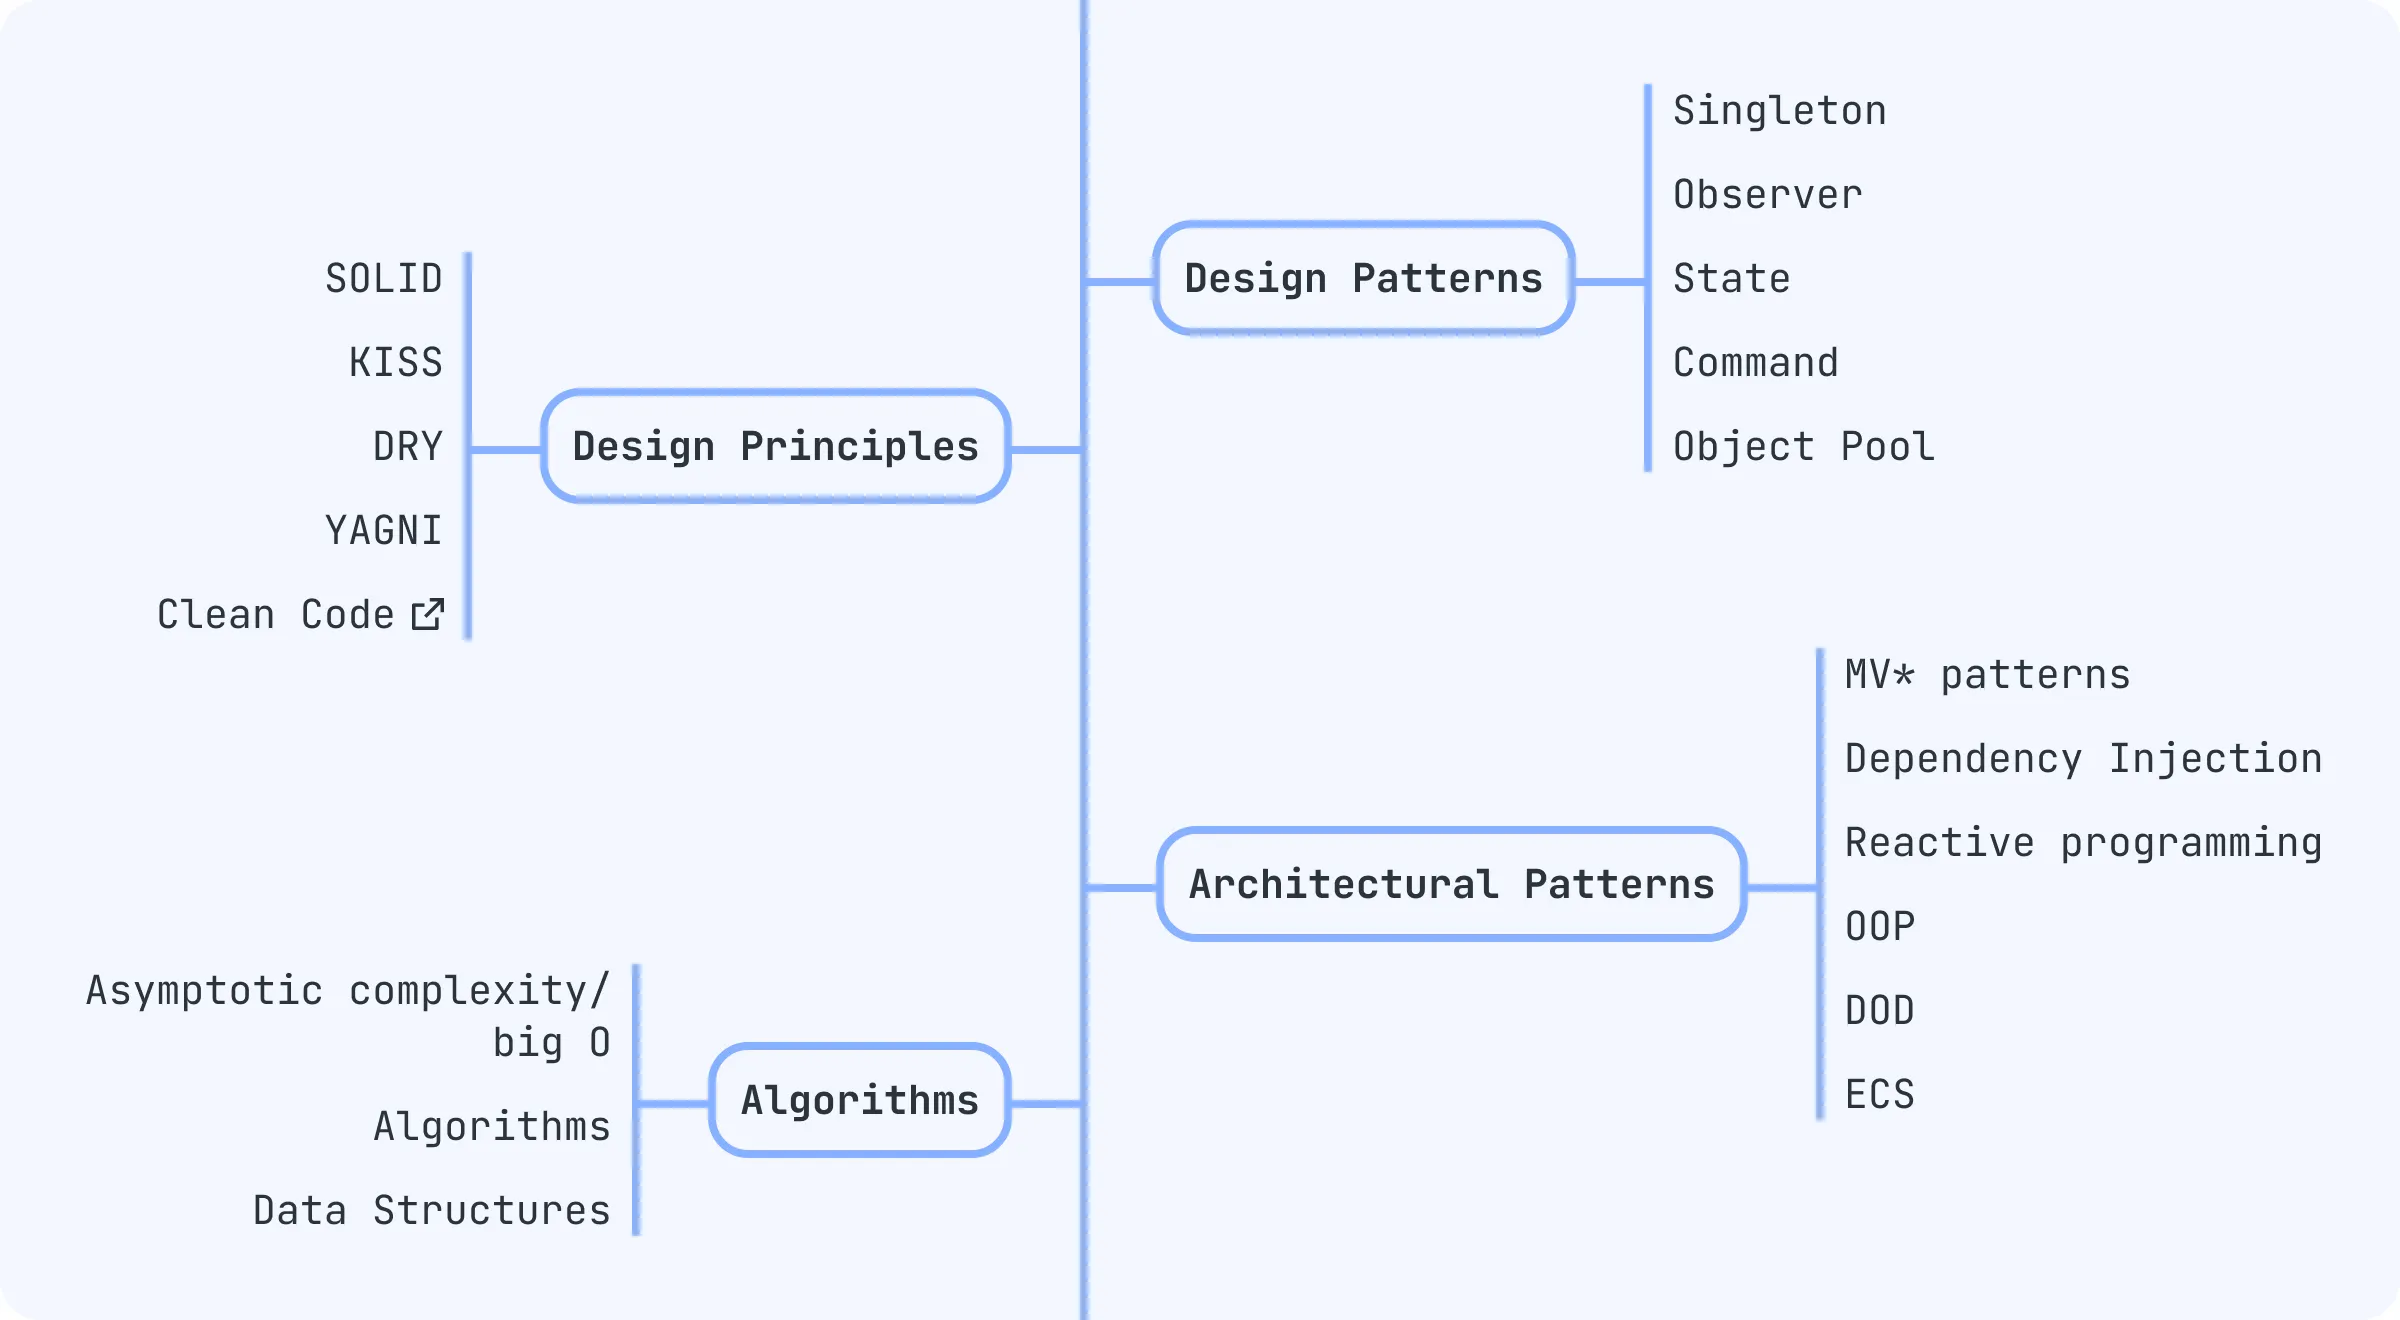 Singleton
Observer
State
Command
Object Pool
Design Patterns
SOLID
KISS
DRY
YAGNI
Clean Code
Design Principles
MV* patterns
Dependency Injection
Reactive programming
OOP
DOD
ECS
Architectural Patterns
Asymptotic complexity/
big O
Algorithms
Data Structures
Algorithms